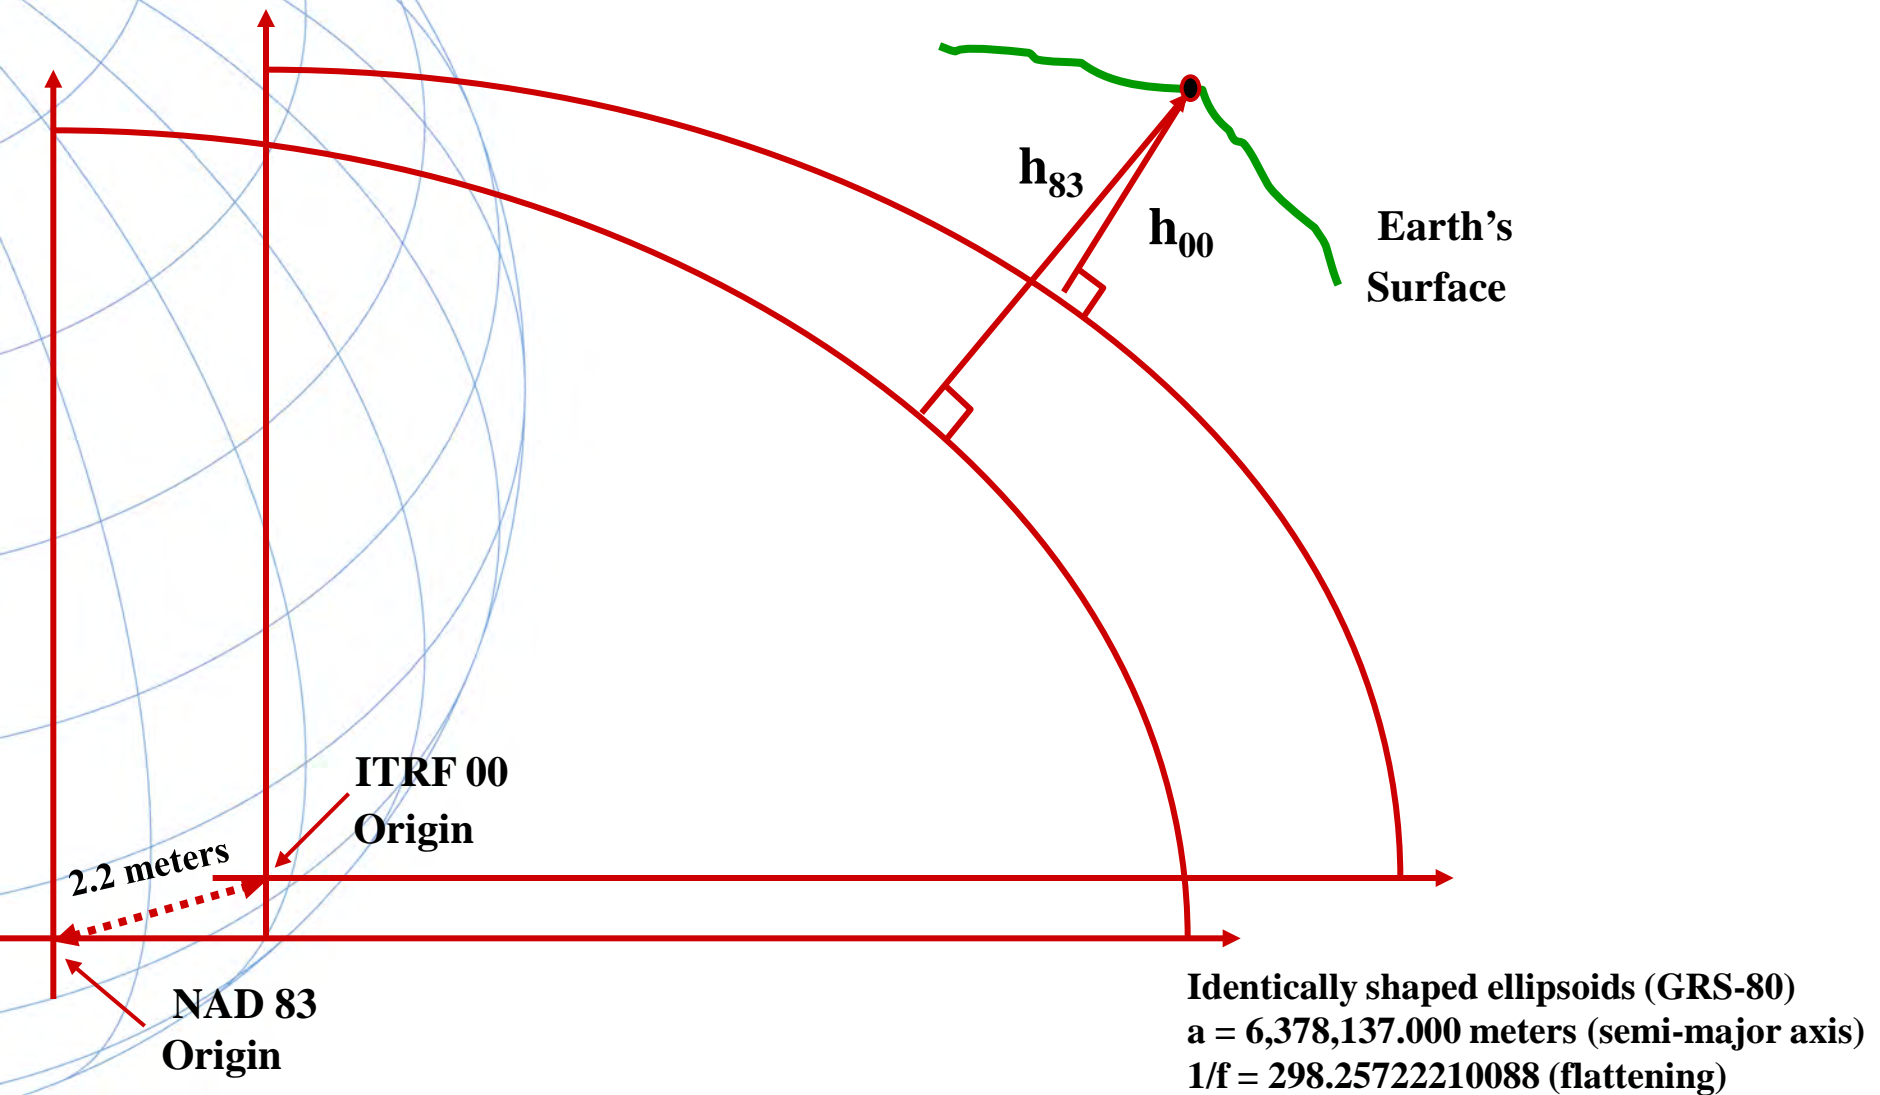 h83
h00
Earth’s
Surface
ITRF 00
Origin
2.2 meters
NAD 83
Origin
Identically shaped ellipsoids (GRS-80)
a = 6,378,137.000 meters (semi-major axis)
1/f = 298.25722210088 (flattening)